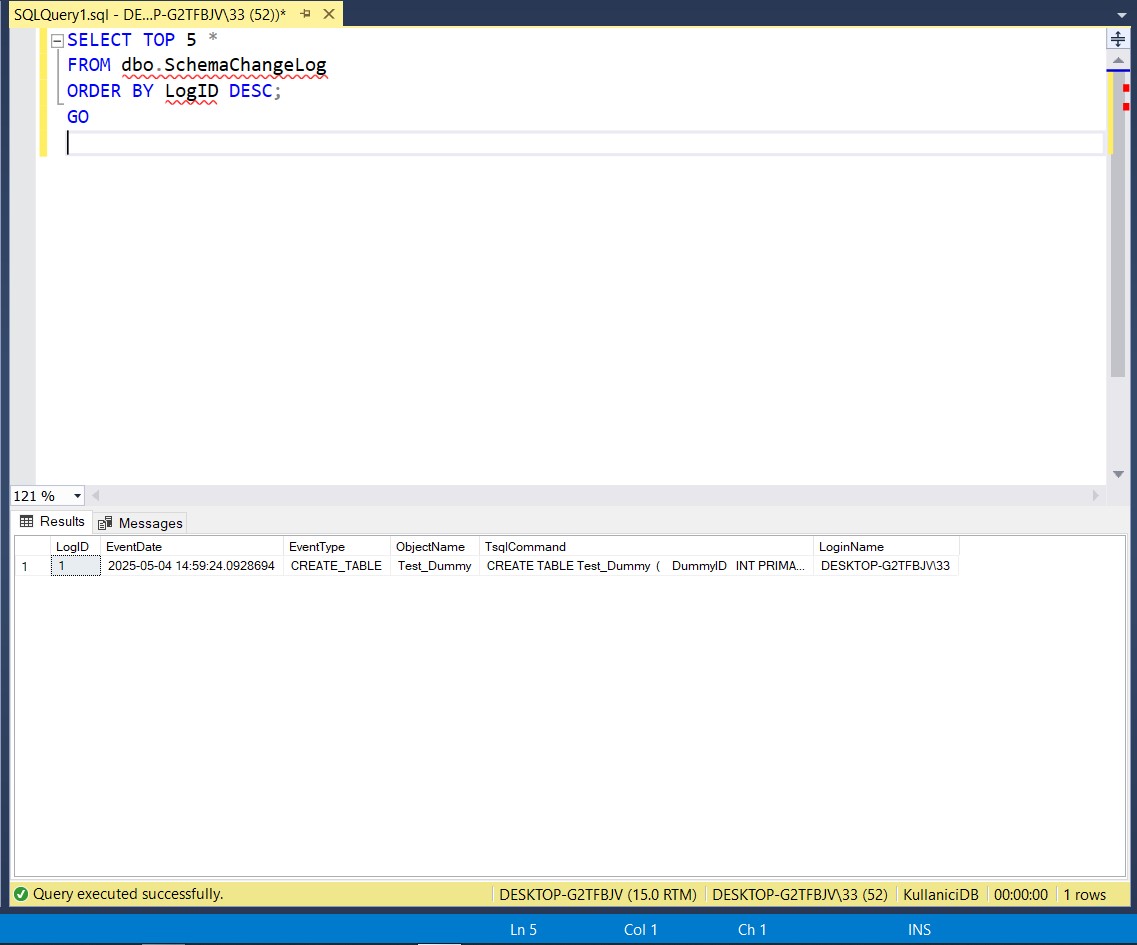 SQLQuery1.sql - DE...P-G2TFBJV\33 (52))*
SELECT TOP 5 *
FROM dbo.SchemaChangeLog
ORDER BY LogID DESC;
GO
121 %
Results Messages
LogID EventDate EventType ObjectName TsqlCommand LoginName
1 1 2025-05-04 14:59:24.0928694 CREATE_TABLE Test_Dummy CREATE TABLE Test_Dummy ( DummyID INT PRIMA... DESKTOP-G2TFBJV\33
Query executed successfully. DESKTOP-G2TFBJV (15.0 RTM) DESKTOP-G2TFBJV\33 (52) KullaniciDB 00:00:00 1 rows
Ln 5 Col 1 Ch 1 INS